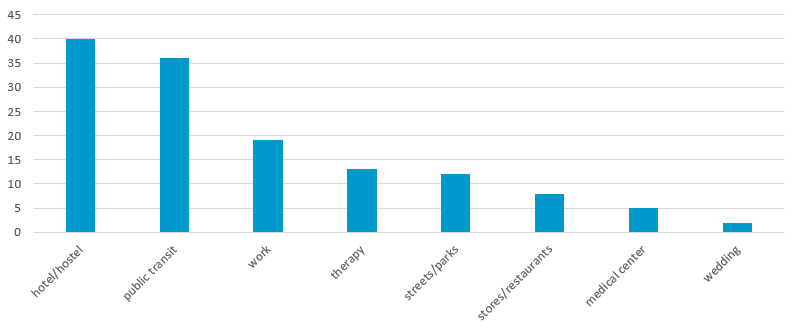 45
40
35
30
25
20
15
10
5
0
hotel/hostel
public transit
work
therapy
streets/parks
stores/restaurants
medical center
wedding